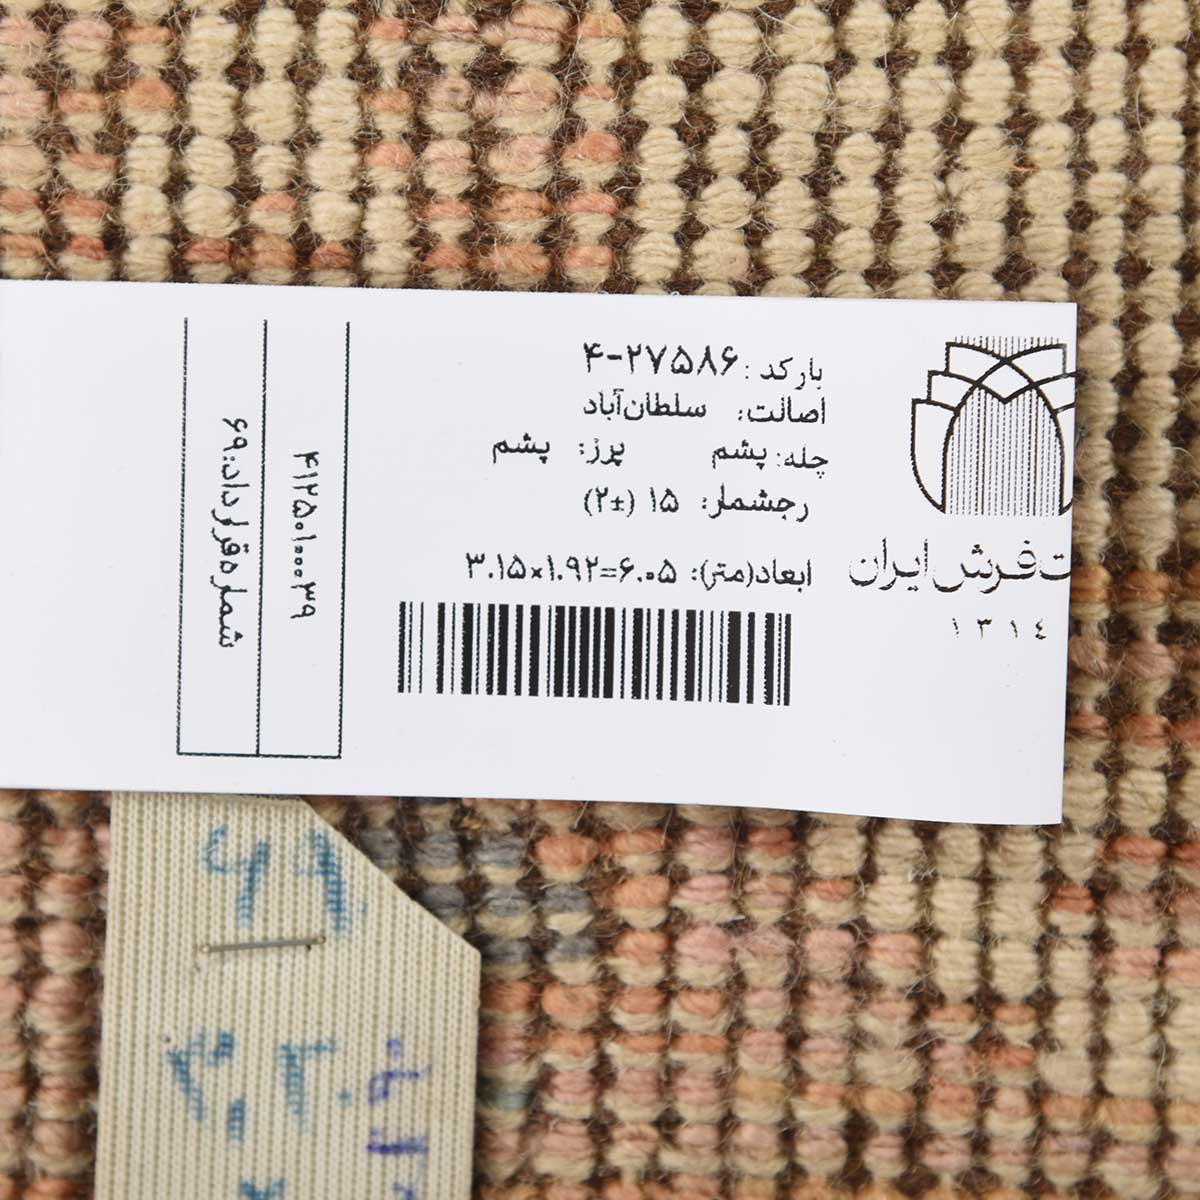 بارکد: ۴-۲۷۵۸۶
اصالت: سلطان‌آباد
چله: پشم پرز: پشم
رجشمار: ۱۵ (±۲)
ابعاد(متر): ۳.۱۵×۱.۹۲=۶.۰۵
ت فرش ایران
۱۳۱٤
۴۱۲۵۰۱۰۰۰۳۹
شماره قرارداد: ۶۹